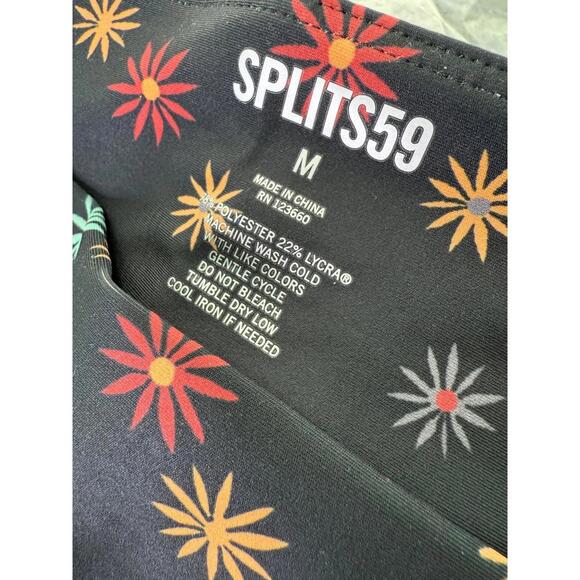 SPLITS59
M
MADE IN CHINA
RN 123660
78% POLYESTER 22% LYCRA®
MACHINE WASH COLD
WITH LIKE COLORS
GENTLE CYCLE
DO NOT BLEACH
TUMBLE DRY LOW
COOL IRON IF NEEDED